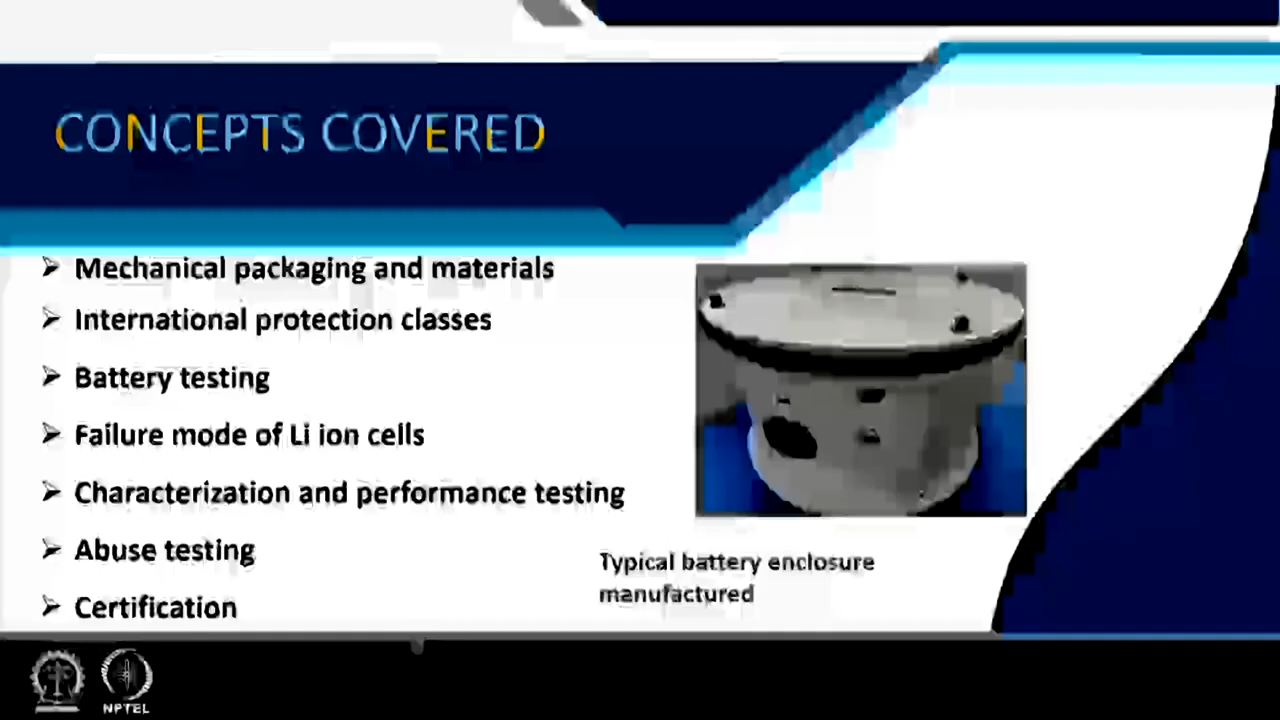 CONCEPTS COVERED
Mechanical packaging and materials
International protection classes
Battery testing
Failure mode of Li ion cells
Characterization and performance testing
Abuse testing
Certification
Typical battery enclosure
manufactured
NPTEL